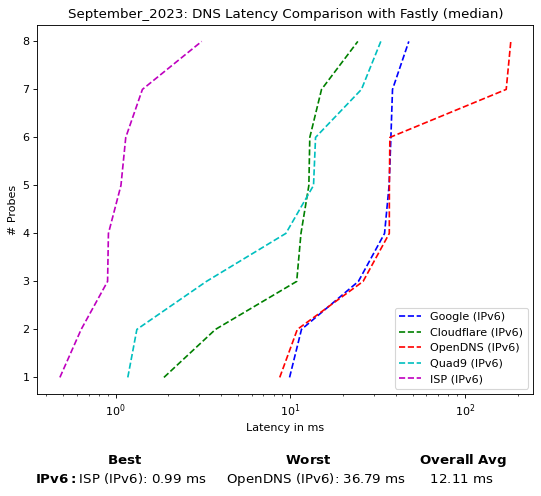 September_2023: DNS Latency Comparison with Fastly (median)
8
7
6
5
4
3
2
1
# Probes
10⁰
10¹
10²
Latency in ms
Google (IPv6)
Cloudflare (IPv6)
OpenDNS (IPv6)
Quad9 (IPv6)
ISP (IPv6)
Best Worst Overall Avg
IPv6: ISP (IPv6): 0.99 ms OpenDNS (IPv6): 36.79 ms 12.11 ms